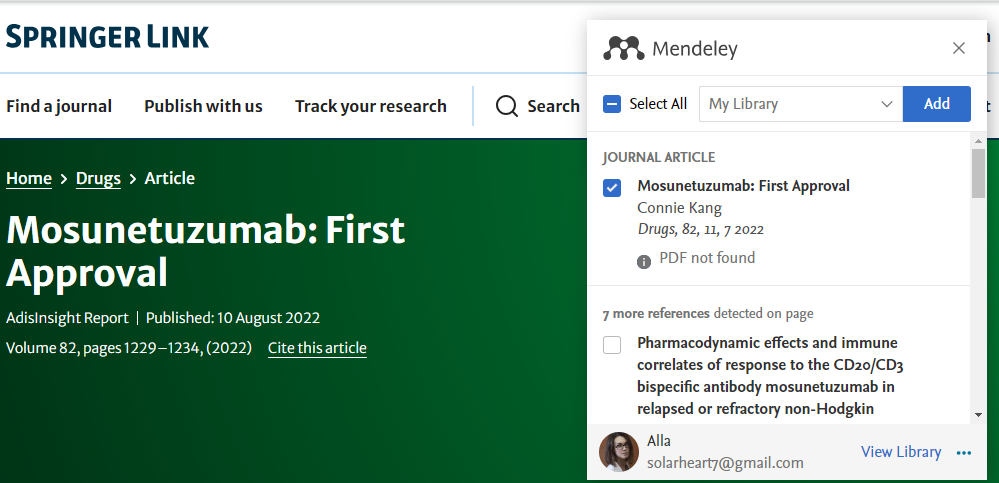 SPRINGER LINK
Find a journal
Publish with us
Track your research
Search
Home > Drugs > Article
Mosunetuzumab: First
Approval
AdisInsight Report | Published: 10 August 2022
Volume 82, pages 1229–1234, (2022) Cite this article
Mendeley
Select All
My Library
Add
JOURNAL ARTICLE
Mosunetuzumab: First Approval
Connie Kang
Drugs, 82, 11, 7 2022
PDF not found
7 more references detected on page
Pharmacodynamic effects and immune
correlates of response to the CD20/CD3
bispecific antibody mosunetuzumab in
relapsed or refractory non-Hodgkin
Alla
solarheart7@gmail.com
View Library